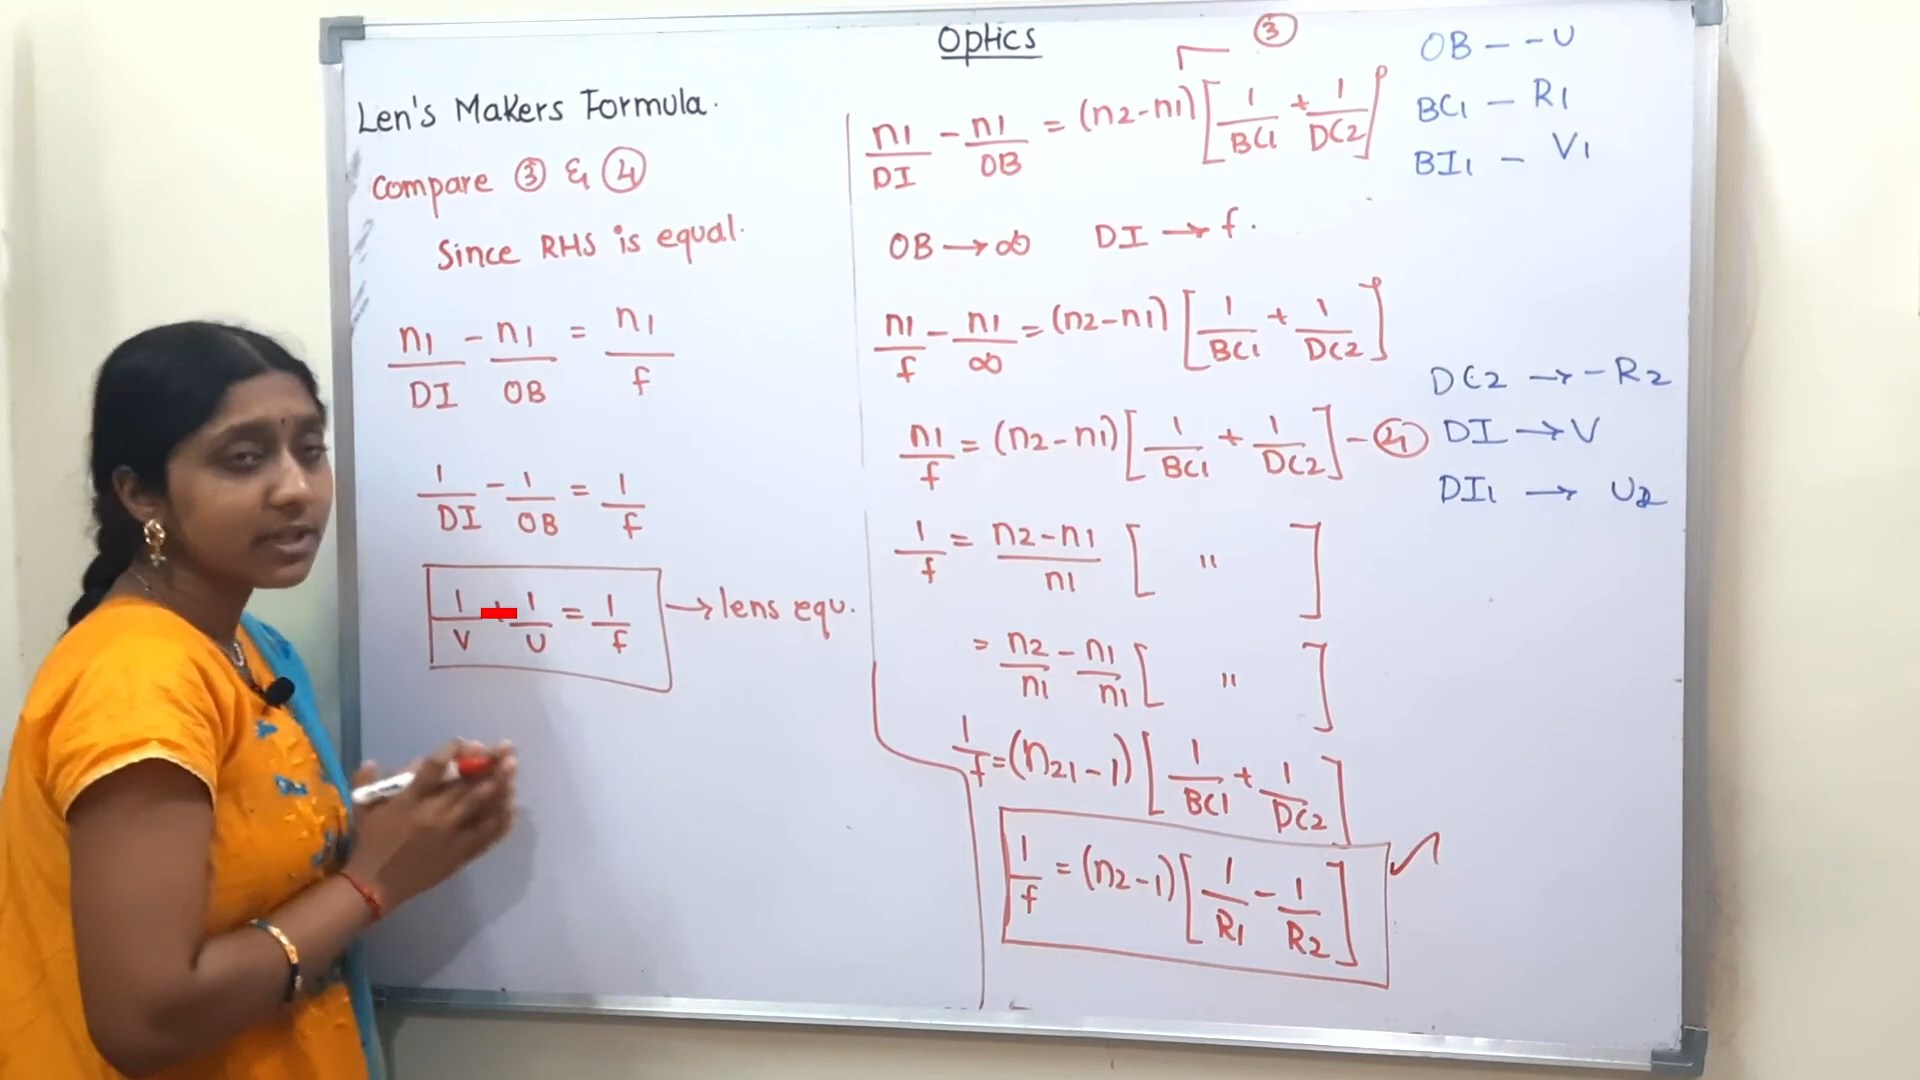 Optics
Len's Makers Formula.
Compare ③ & ④
Since RHS is equal.
n1/DI - n1/OB = n1/f
1/DI - 1/OB = 1/f
1/V - 1/U = 1/f → lens equ.
③
n1/DI - n1/OB = (n2-n1) [1/BC1 + 1/DC2]
OB → ∞ DI → f.
n1/f - n1/∞ = (n2-n1) [1/BC1 + 1/DC2]
n1/f = (n2-n1) [1/BC1 + 1/DC2] - ④
1/f = n2-n1/n1 [ " ]
= n2/n1 - n1/n1 [ " ]
1/f = (n21-1) [1/BC1 + 1/DC2]
1/f = (n2-1) [1/R1 - 1/R2]
OB - -U
BC1 - R1
BI1 - V1
DC2 → -R2
DI → V
DI1 → U2